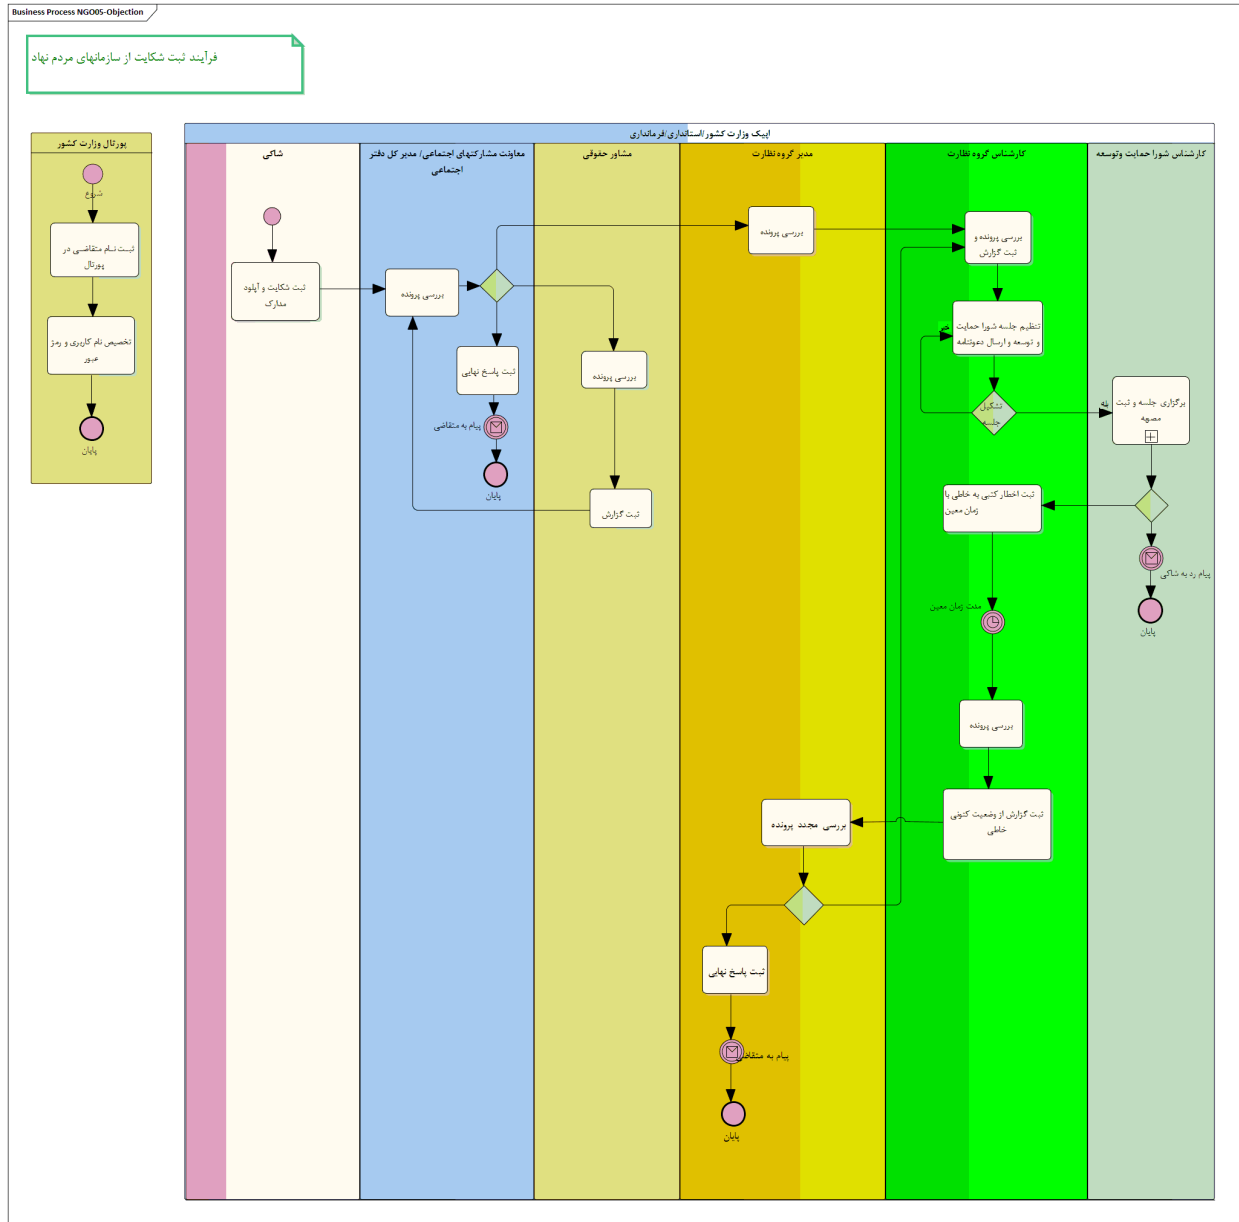 Business Process NGO05-Objection
فرآیند ثبت شکایت از سازمانهای مردم نهاد
پورتال وزارت کشور
شروع
ثبت نام متقاضی در
پورتال
تخصیص نام کاربری و رمز
عبور
پایان
اپیک وزارت کشور/استانداری/فرمانداری
شاکی
ثبت شکایت و آپلود
مدارک
معاونت مشارکتهای اجتماعی/ مدیر کل دفتر
اجتماعی
بررسی پرونده
ثبت پاسخ نهایی
پیام به متقاضی
پایان
مشاور حقوقی
بررسی پرونده
ثبت گزارش
مدیر گروه نظارت
بررسی پرونده
بررسی مجدد پرونده
ثبت پاسخ نهایی
پیام به متقاضی
پایان
کارشناس گروه نظارت
بررسی پرونده و
ثبت گزارش
تنظیم جلسه شورا حمایت
و توسعه و ارسال دعوتنامه
خیر
تشکیل
جلسه
ثبت اخطار کتبی به خاطی با
زمان معین
مدت زمان معین
بررسی پرونده
ثبت گزارش از وضعیت کنونی
خاطی
کارشناس شورا حمایت وتوسعه
بله
برگزاری جلسه و ثبت
مصوبه
پیام رد به شاکی
پایان